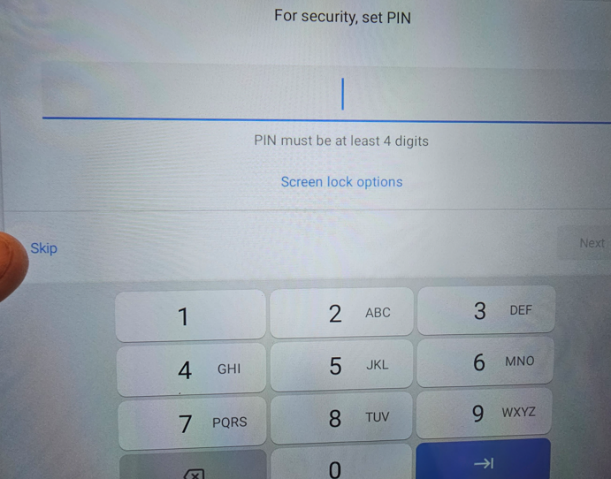 For security, set PIN
PIN must be at least 4 digits
Screen lock options
Skip
Next
1
2 ABC
3 DEF
4 GHI
5 JKL
6 MNO
7 PQRS
8 TUV
9 WXYZ
0